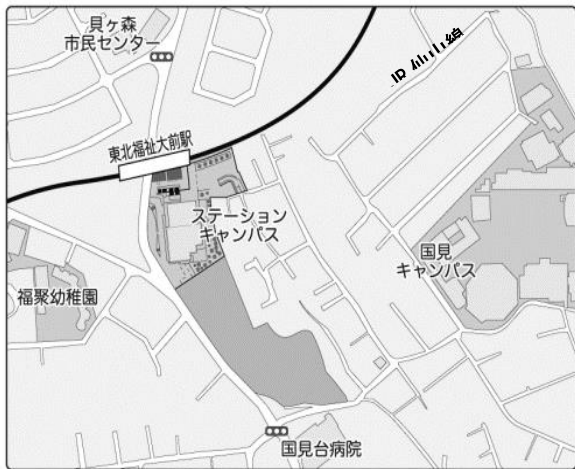 貝ヶ森
市民センター
JR 仙山線
東北福祉大前駅
ステーション
キャンパス
国見
キャンパス
福聚幼稚園
国見台病院